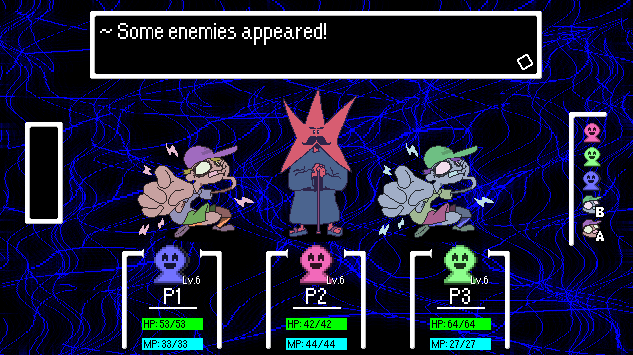 ~ Some enemies appeared!
B
A
Lv.6
P1
HP: 53/53
MP: 33/33
Lv.6
P2
HP: 42/42
MP: 44/44
Lv.6
P3
HP: 64/64
MP: 27/27